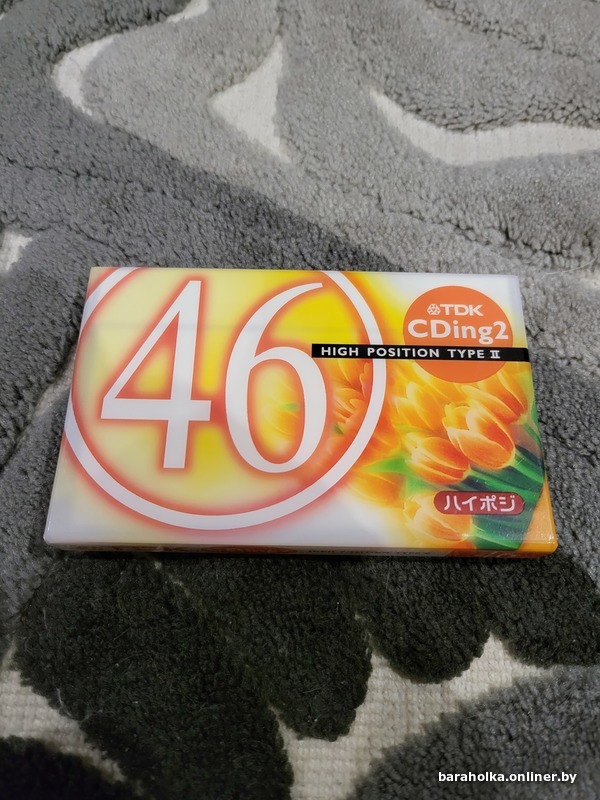 46
TDK
CDing2
HIGH POSITION TYPE II
ハイポジ
baraholka.onliner.by